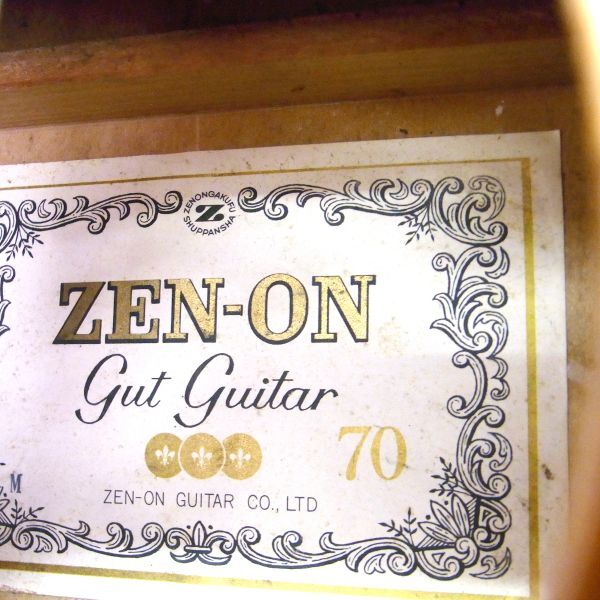 ZENONGAKUFU
Z
SHUPPANSHA
ZEN-ON
Gut Guitar
70
M
ZEN-ON GUITAR CO., LTD